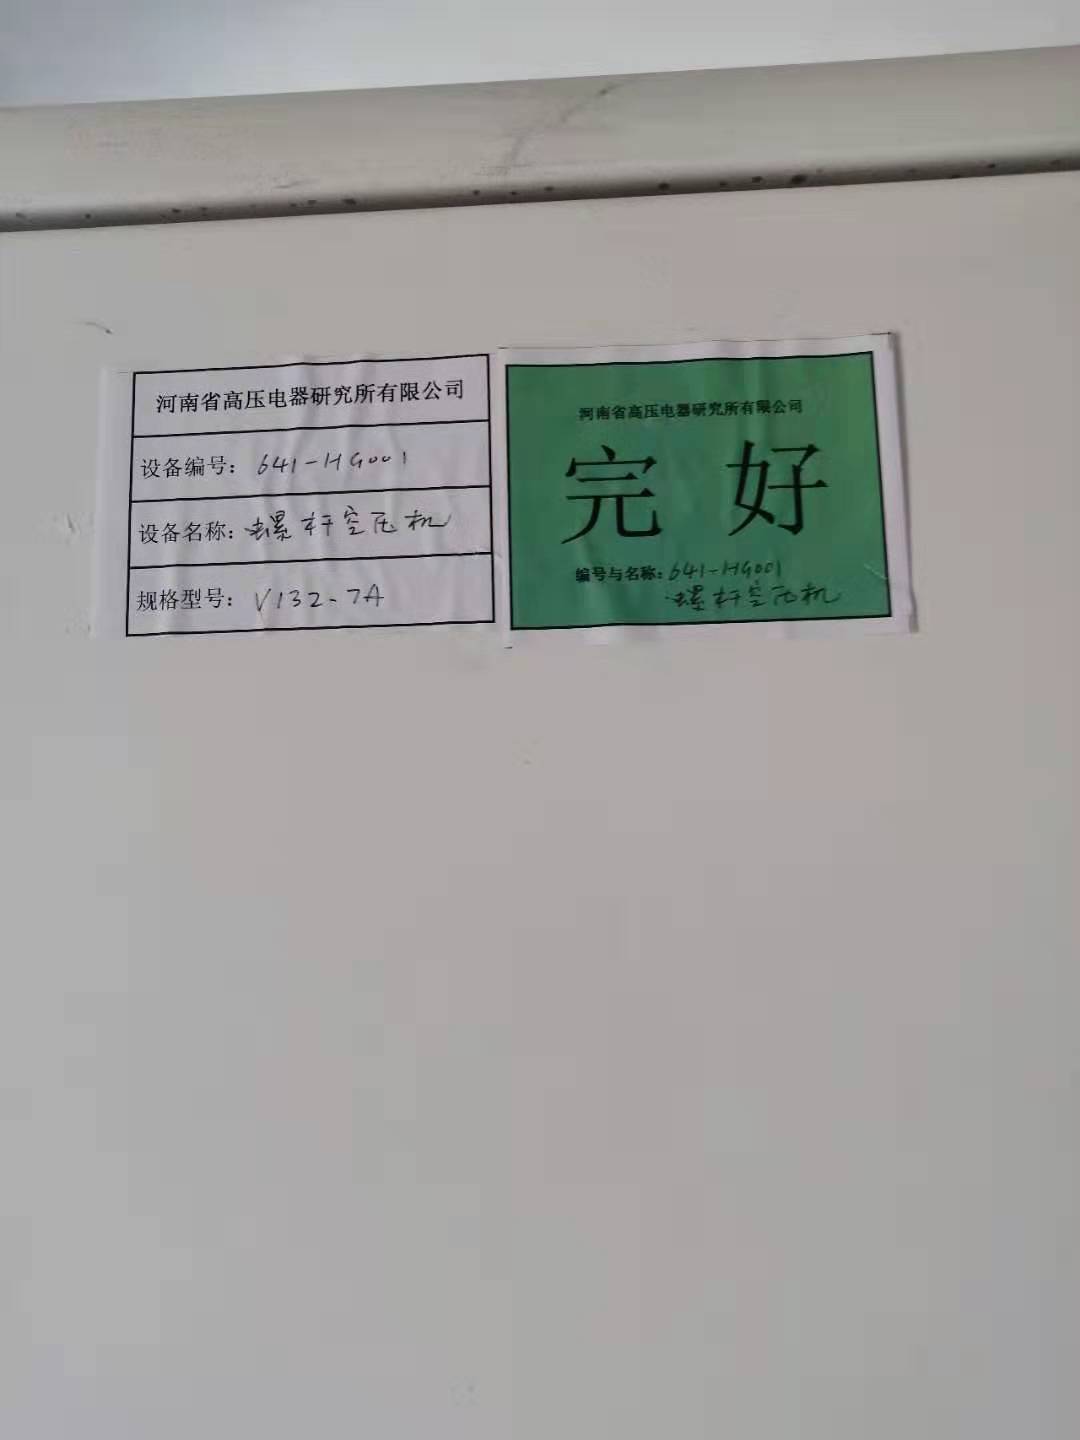 河南省高压电器研究所有限公司
设备编号：641-HG001
设备名称：螺杆空压机
规格型号：V132-7A
河南省高压电器研究所有限公司
完好
编号与名称：641-HG001
螺杆空压机